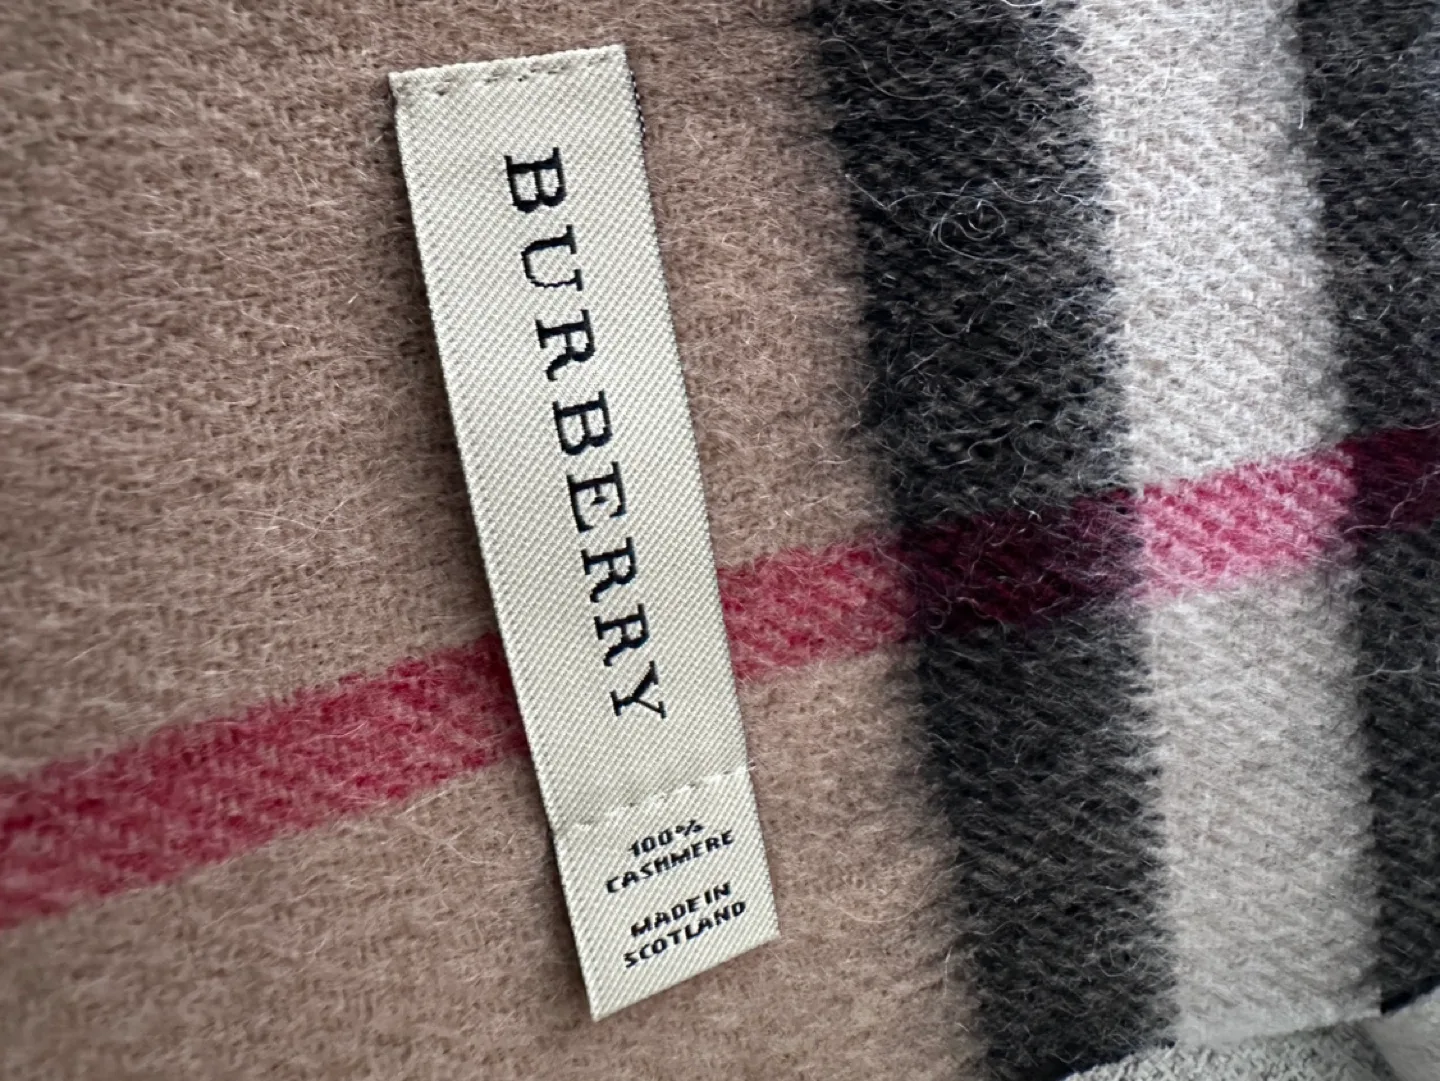 BURBERRY
100%
CASHMERE
MADE IN
SCOTLAND